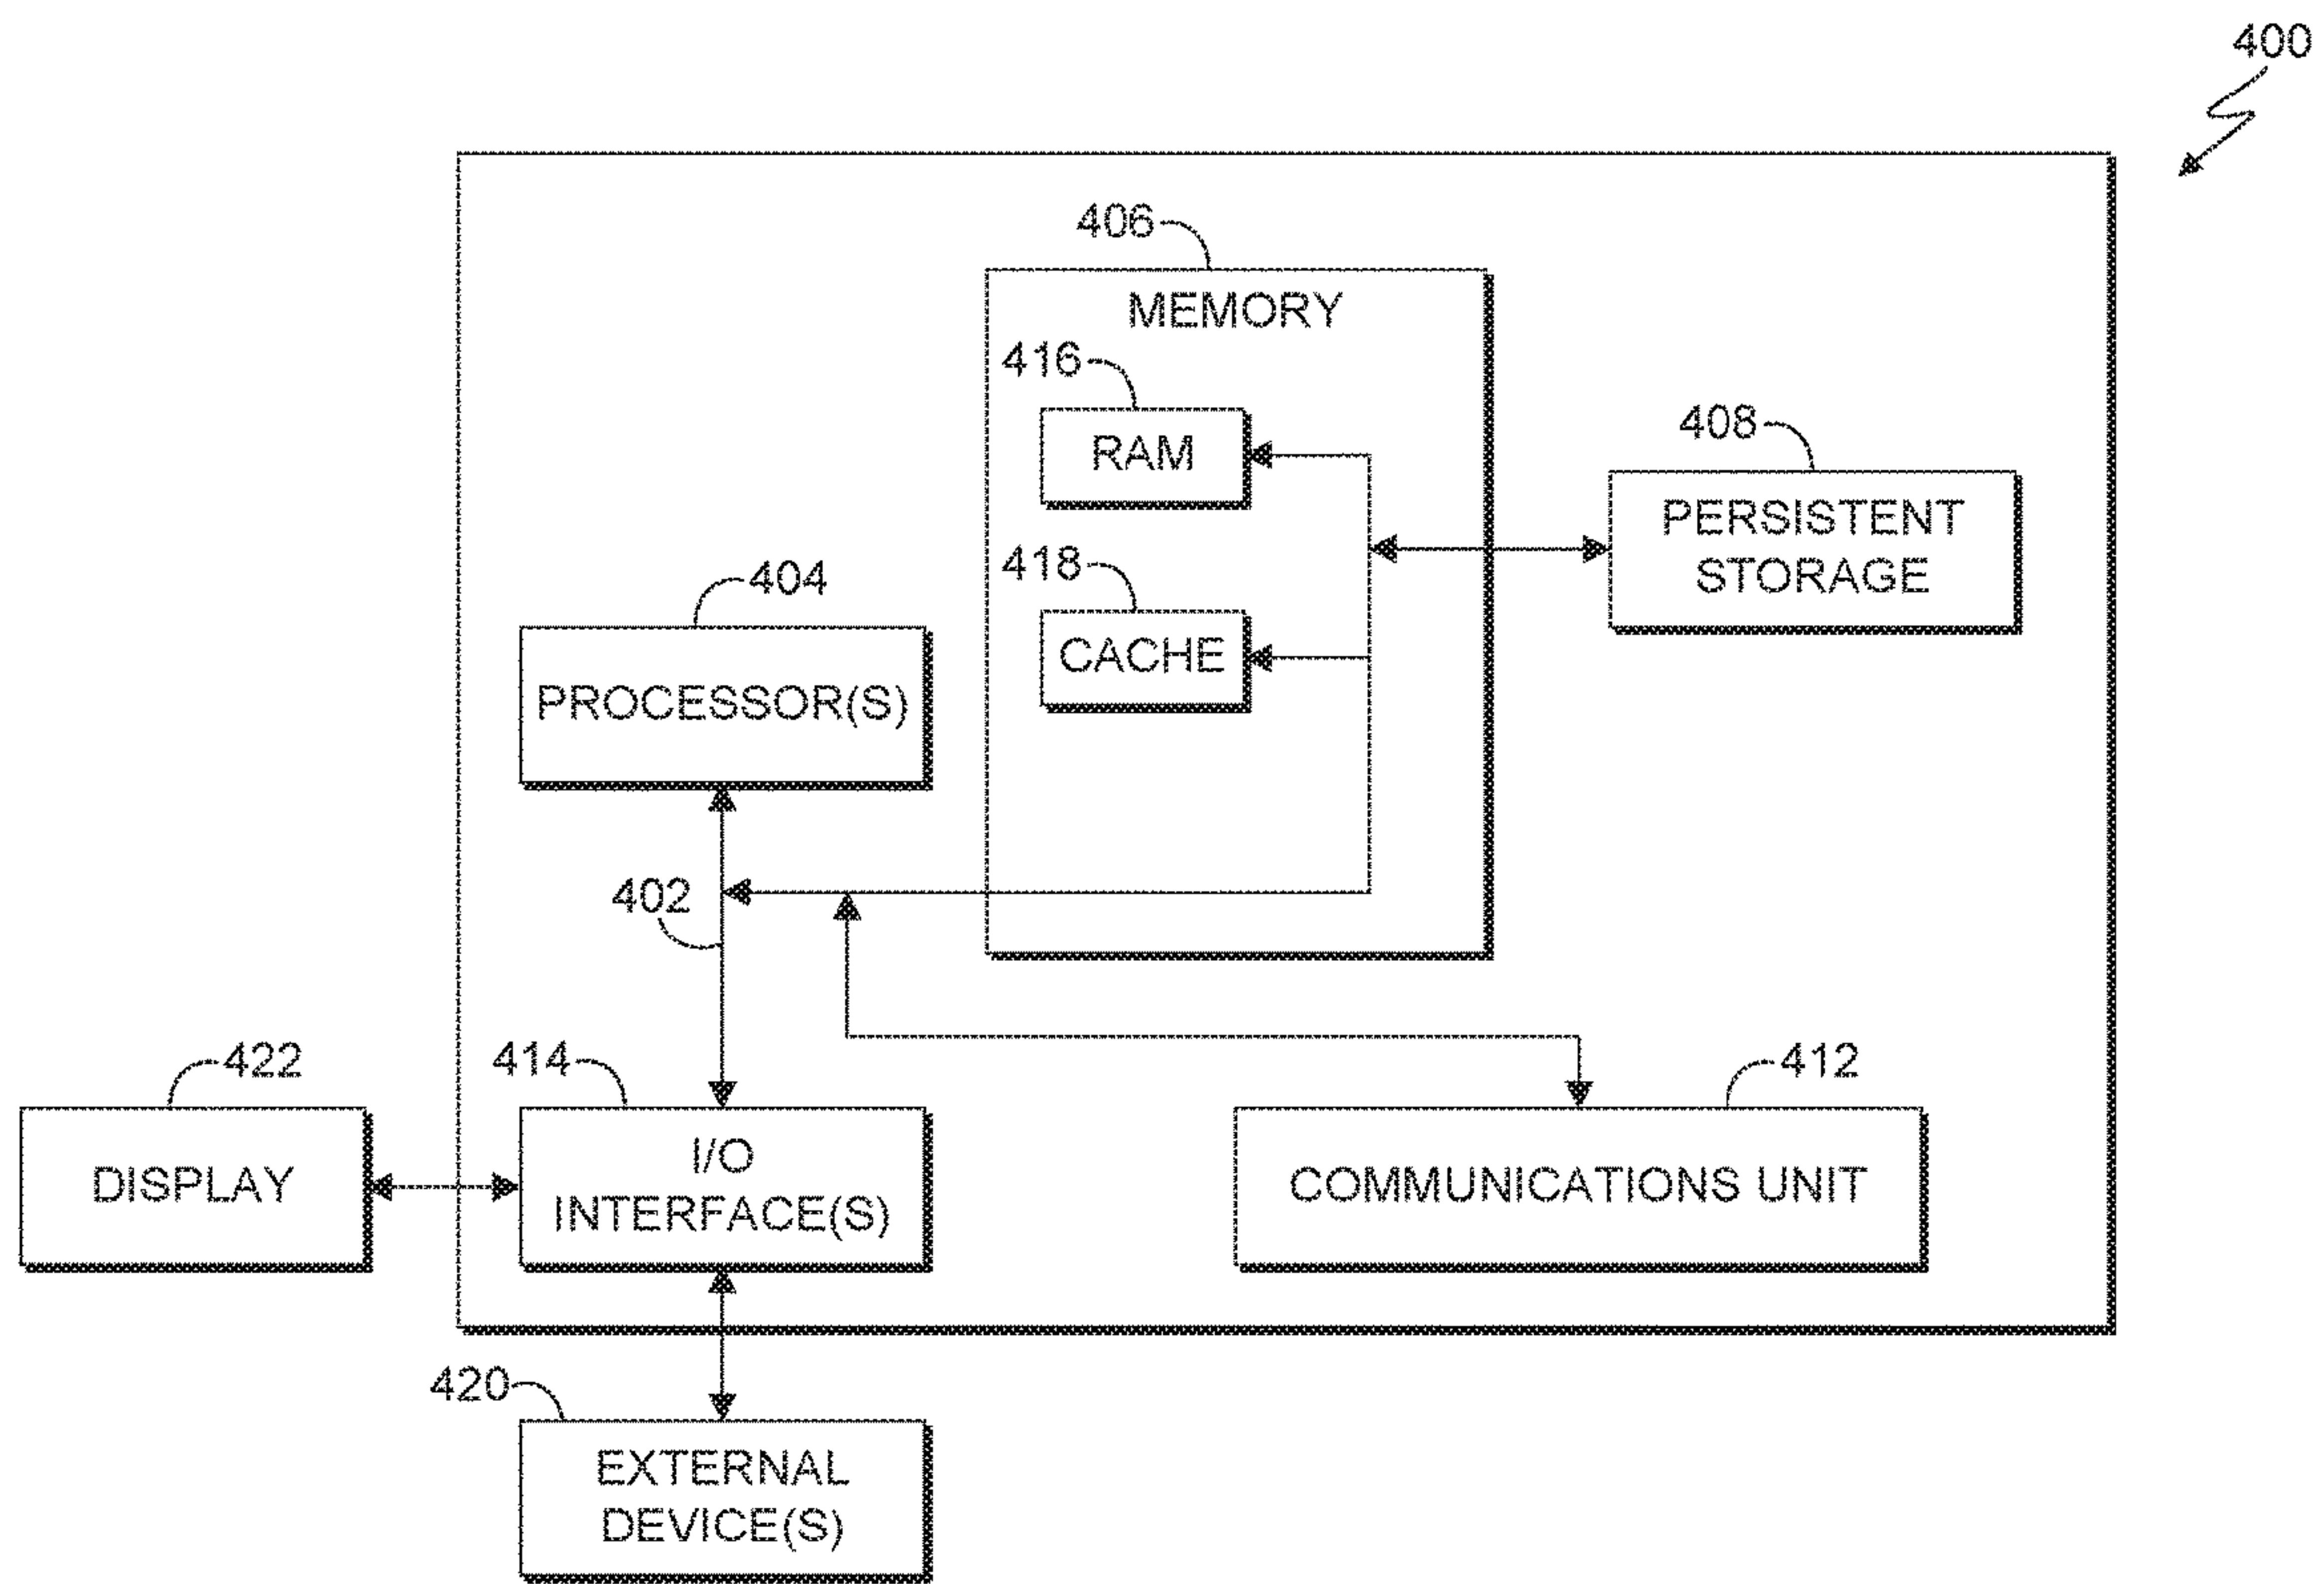 400
406
MEMORY
416
RAM
408
PERSISTENT
STORAGE
418
CACHE
404
PROCESSOR(S)
402
422
DISPLAY
414
I/O
INTERFACE(S)
412
COMMUNICATIONS UNIT
420
EXTERNAL
DEVICE(S)